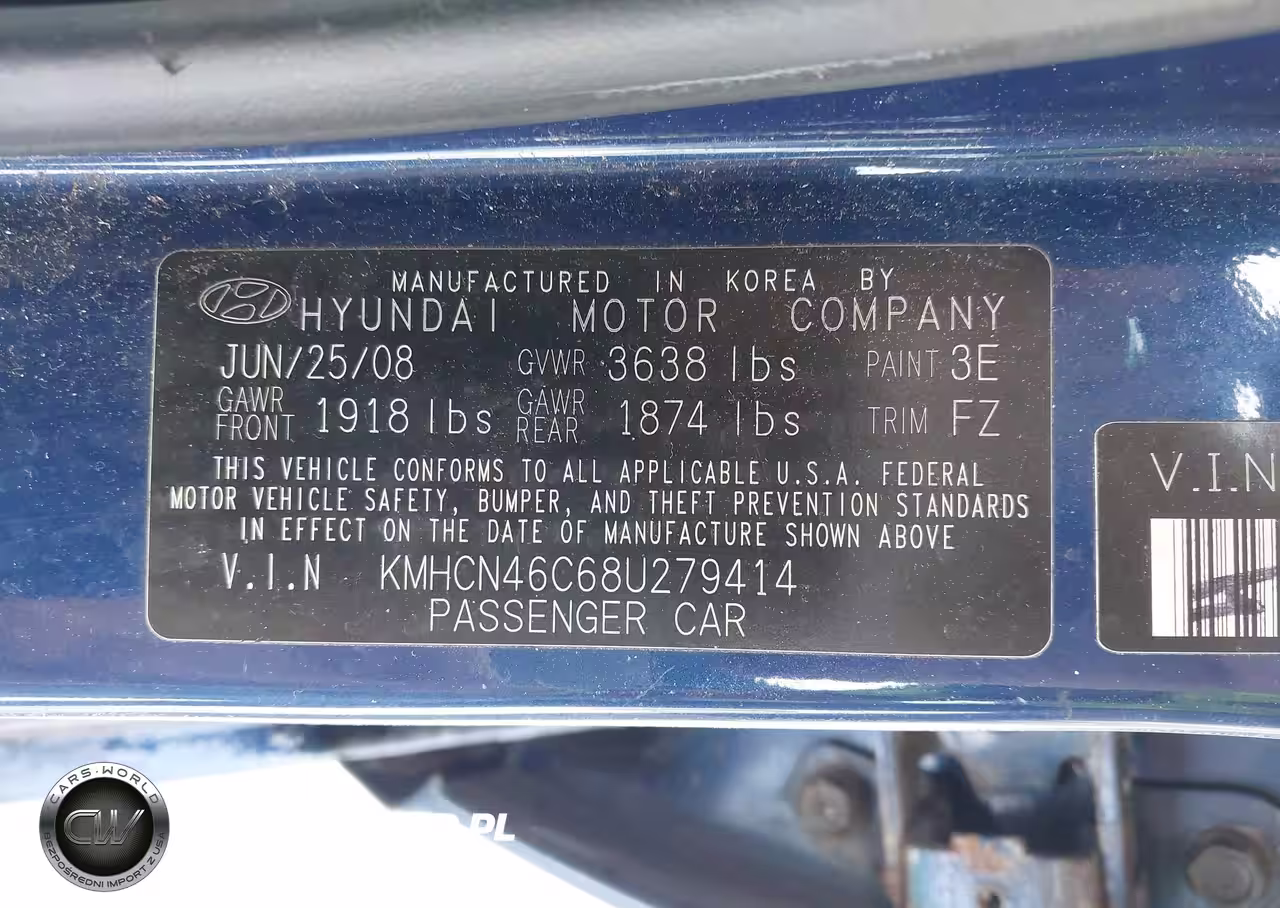 MANUFACTURED IN KOREA BY
HYUNDAI MOTOR COMPANY
JUN/25/08 GVWR 3638 lbs PAINT 3E
GAWR FRONT 1918 lbs GAWR REAR 1874 lbs TRIM FZ
THIS VEHICLE CONFORMS TO ALL APPLICABLE U.S.A. FEDERAL
MOTOR VEHICLE SAFETY, BUMPER, AND THEFT PREVENTION STANDARDS
IN EFFECT ON THE DATE OF MANUFACTURE SHOWN ABOVE
V.I.N KMHCN46C68U279414
PASSENGER CAR
V.I.N
CARS·WORLD
CW
BEZPOŚREDNI IMPORT Z USA
.PL